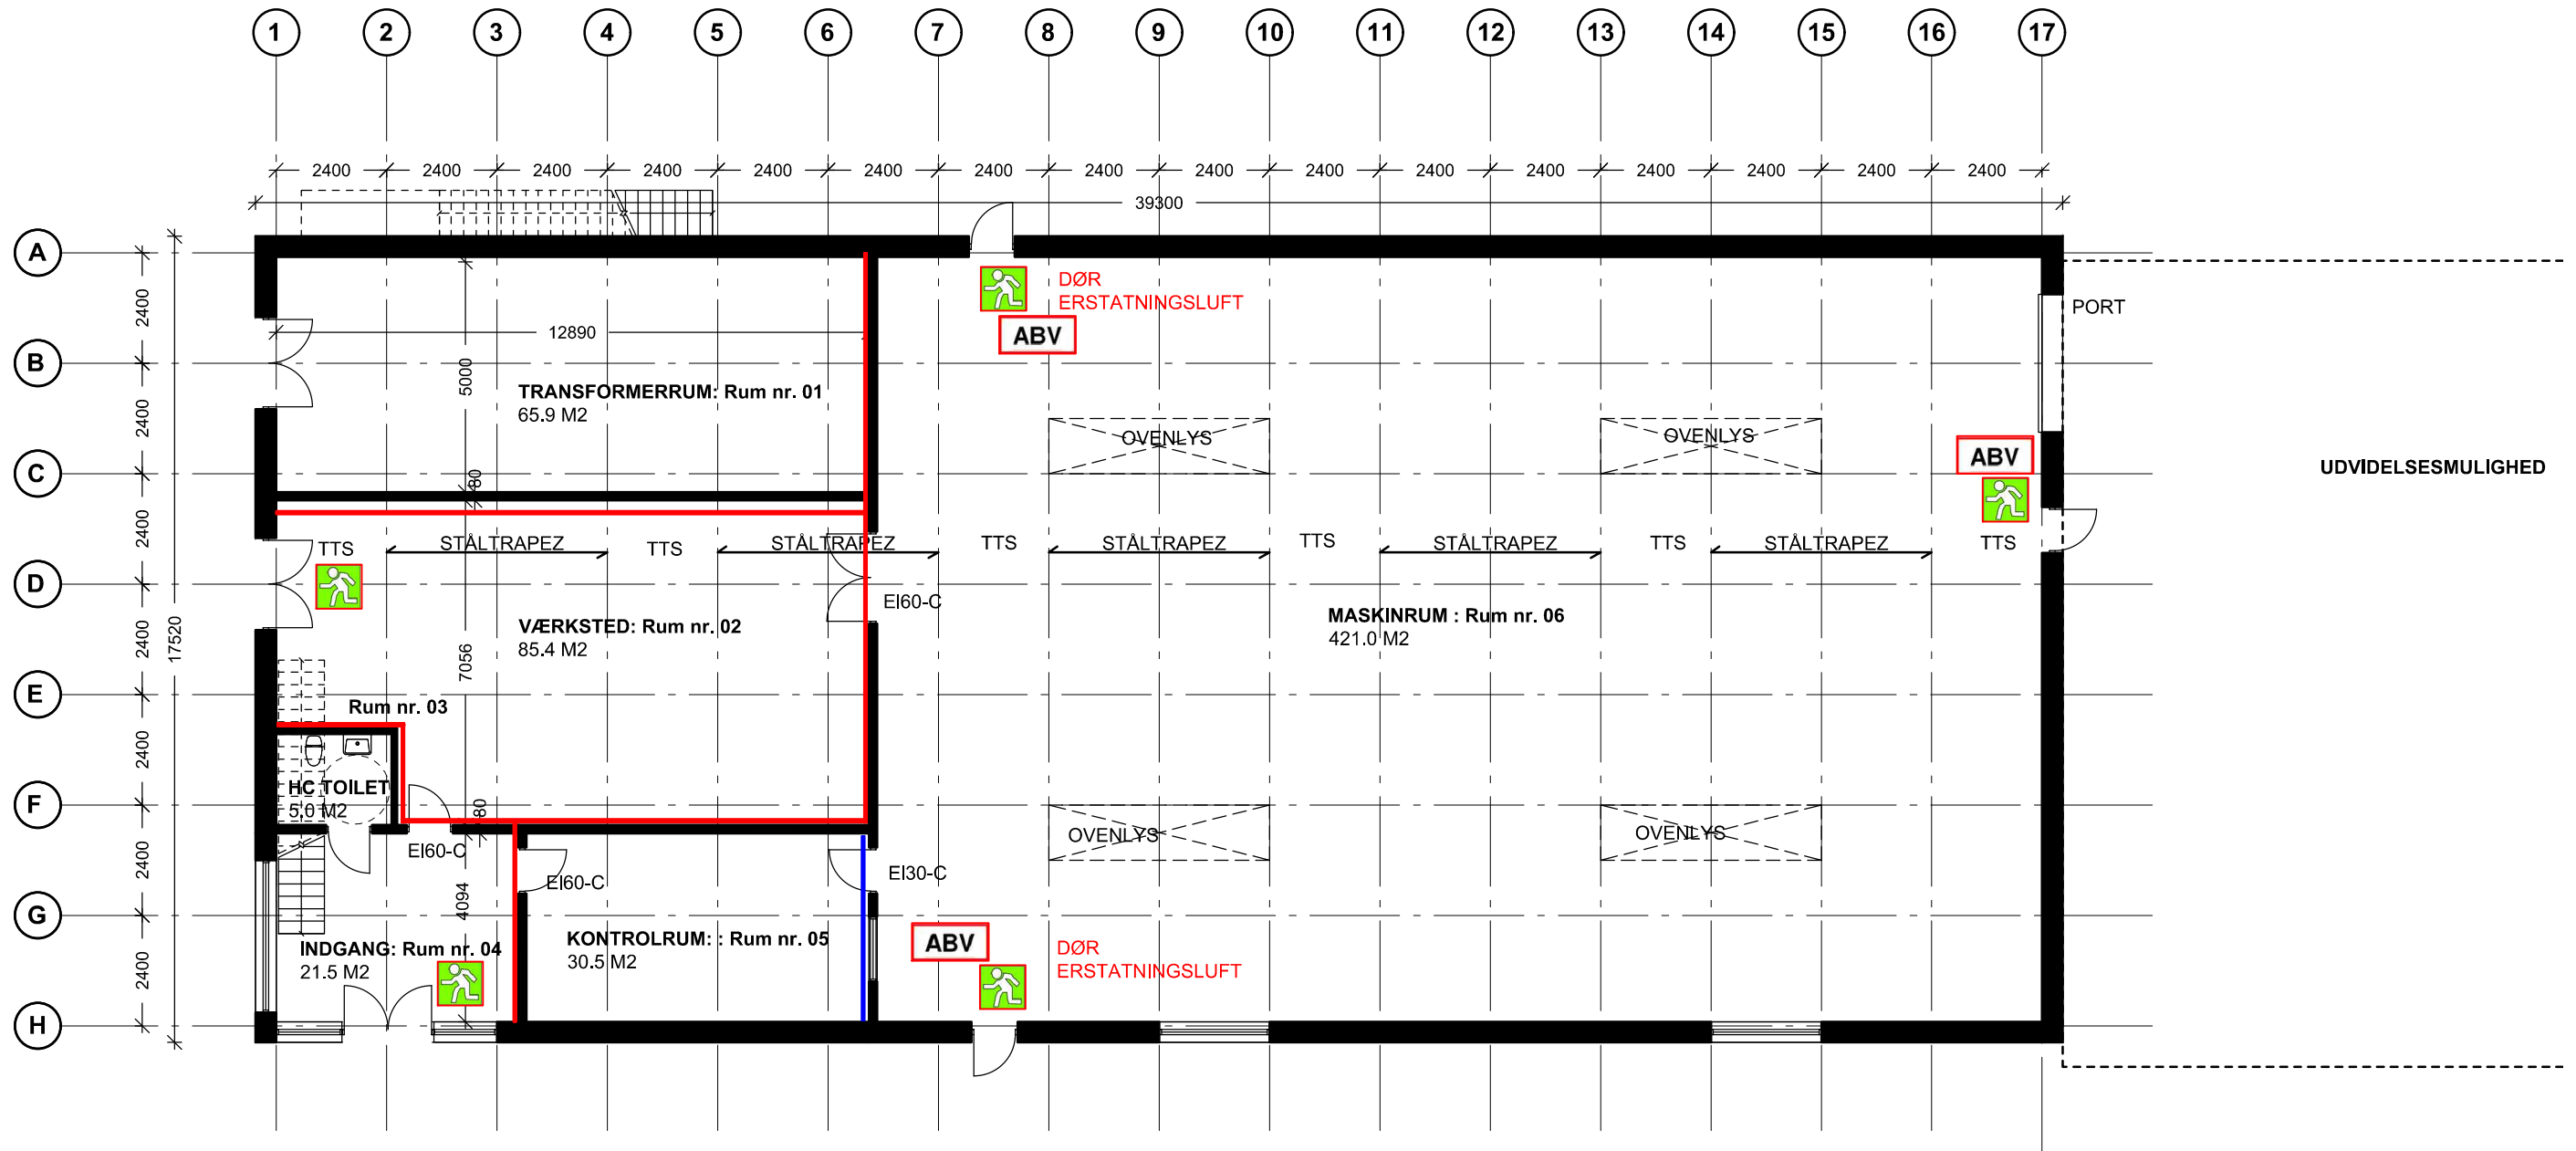 1 2 3 4 5 6 7 8 9 10 11 12 13 14 15 16 17
2400 2400 2400 2400 2400 2400 2400 2400 2400 2400 2400 2400 2400 2400 2400 2400
39300
A
B
C
D
E
F
G
H
2400
2400
2400
2400
2400
2400
2400
17520
12890
5000
80
7056
80
4094
TRANSFORMERRUM: Rum nr. 01
65.9 M2
DØR
ERSTATNINGSLUFT
ABV
PORT
OVENLYS
OVENLYS
ABV
UDVIDELSESMULIGHED
TTS STÅLTRAPEZ TTS STÅLTRAPEZ TTS STÅLTRAPEZ TTS STÅLTRAPEZ TTS STÅLTRAPEZ TTS
EI60-C
VÆRKSTED: Rum nr. 02
85.4 M2
MASKINRUM : Rum nr. 06
421.0 M2
Rum nr. 03
HC TOILET
5.0 M2
EI60-C
EI60-C
EI30-C
OVENLYS
OVENLYS
INDGANG: Rum nr. 04
21.5 M2
KONTROLRUM: : Rum nr. 05
30.5 M2
ABV
DØR
ERSTATNINGSLUFT